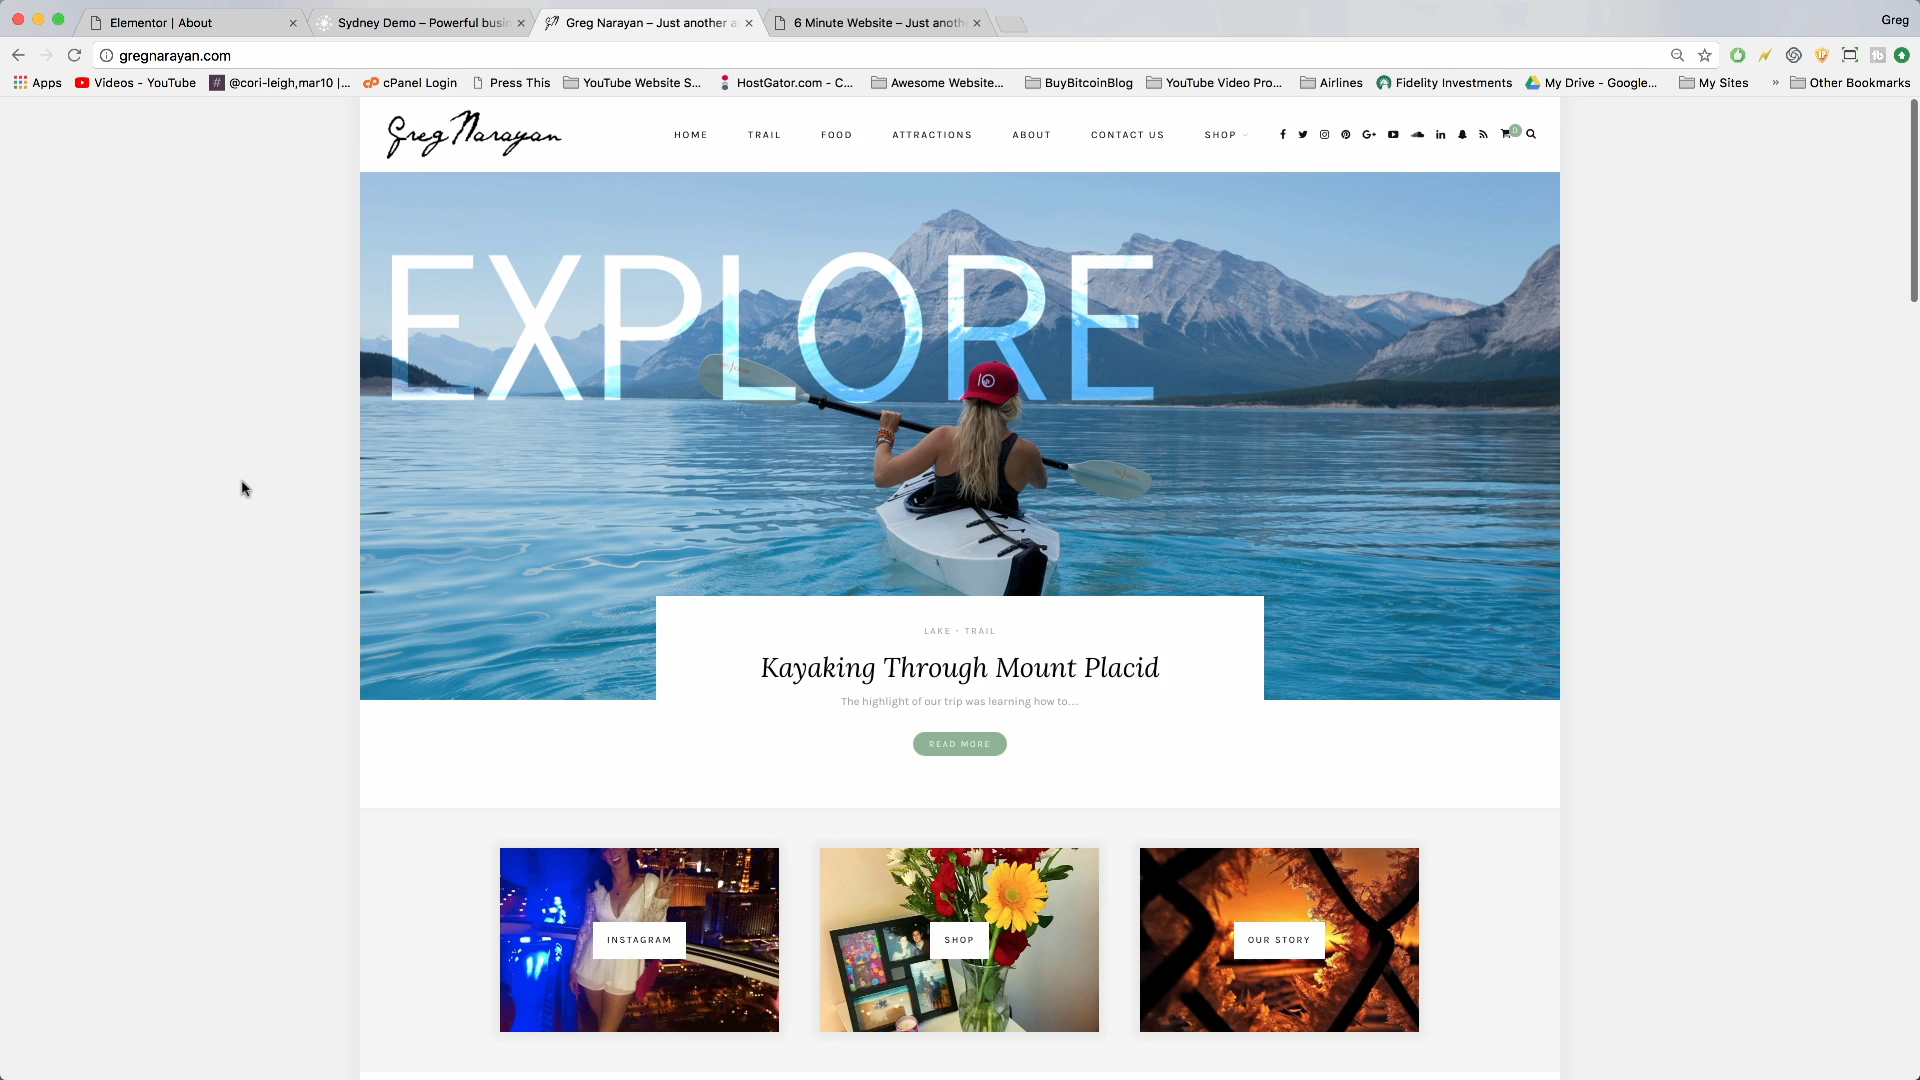 Elementor | About
Sydney Demo – Powerful busin
Greg Narayan – Just another a
6 Minute Website – Just anoth
Greg
gregnarayan.com
Apps
Videos - YouTube
@cori-leigh,mar10 |...
cPanel Login
Press This
YouTube Website S...
HostGator.com - C...
Awesome Website...
BuyBitcoinBlog
YouTube Video Pro...
Airlines
Fidelity Investments
My Drive - Google...
My Sites
»
Other Bookmarks
Greg Narayan
HOME
TRAIL
FOOD
ATTRACTIONS
ABOUT
CONTACT US
SHOP
0
EXPLORE
LAKE · TRAIL
Kayaking Through Mount Placid
The highlight of our trip was learning how to...
READ MORE
INSTAGRAM
SHOP
OUR STORY